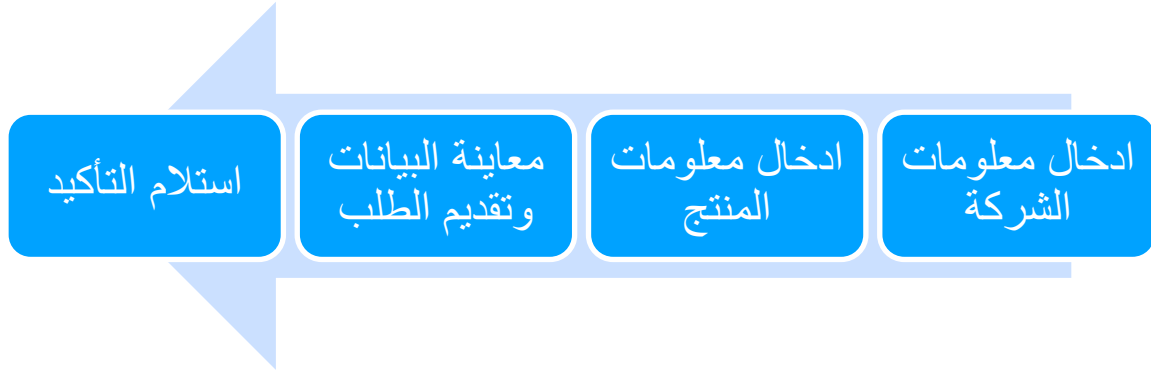 ادخال معلومات
الشركة
ادخال معلومات
المنتج
معاينة البيانات
وتقديم الطلب
استلام التأكيد